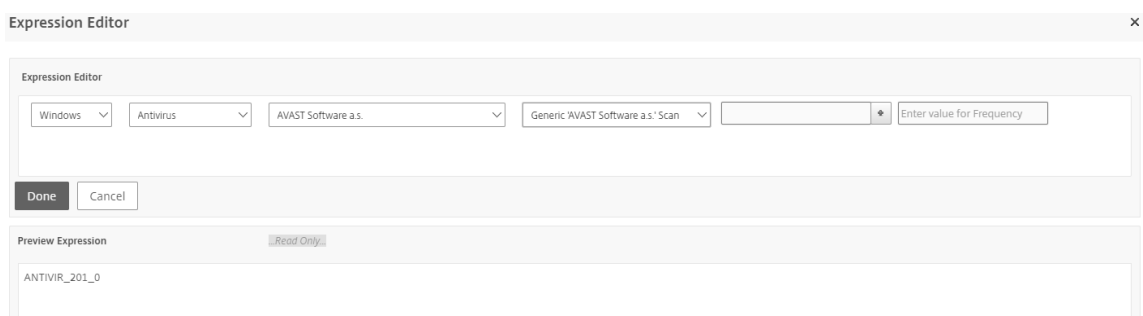 Expression Editor
Expression Editor
Windows Antivirus AVAST Software a.s. Generic 'AVAST Software a.s.' Scan Enter value for Frequency
Done Cancel
Preview Expression ...Read Only...
ANTIVIR_201_0